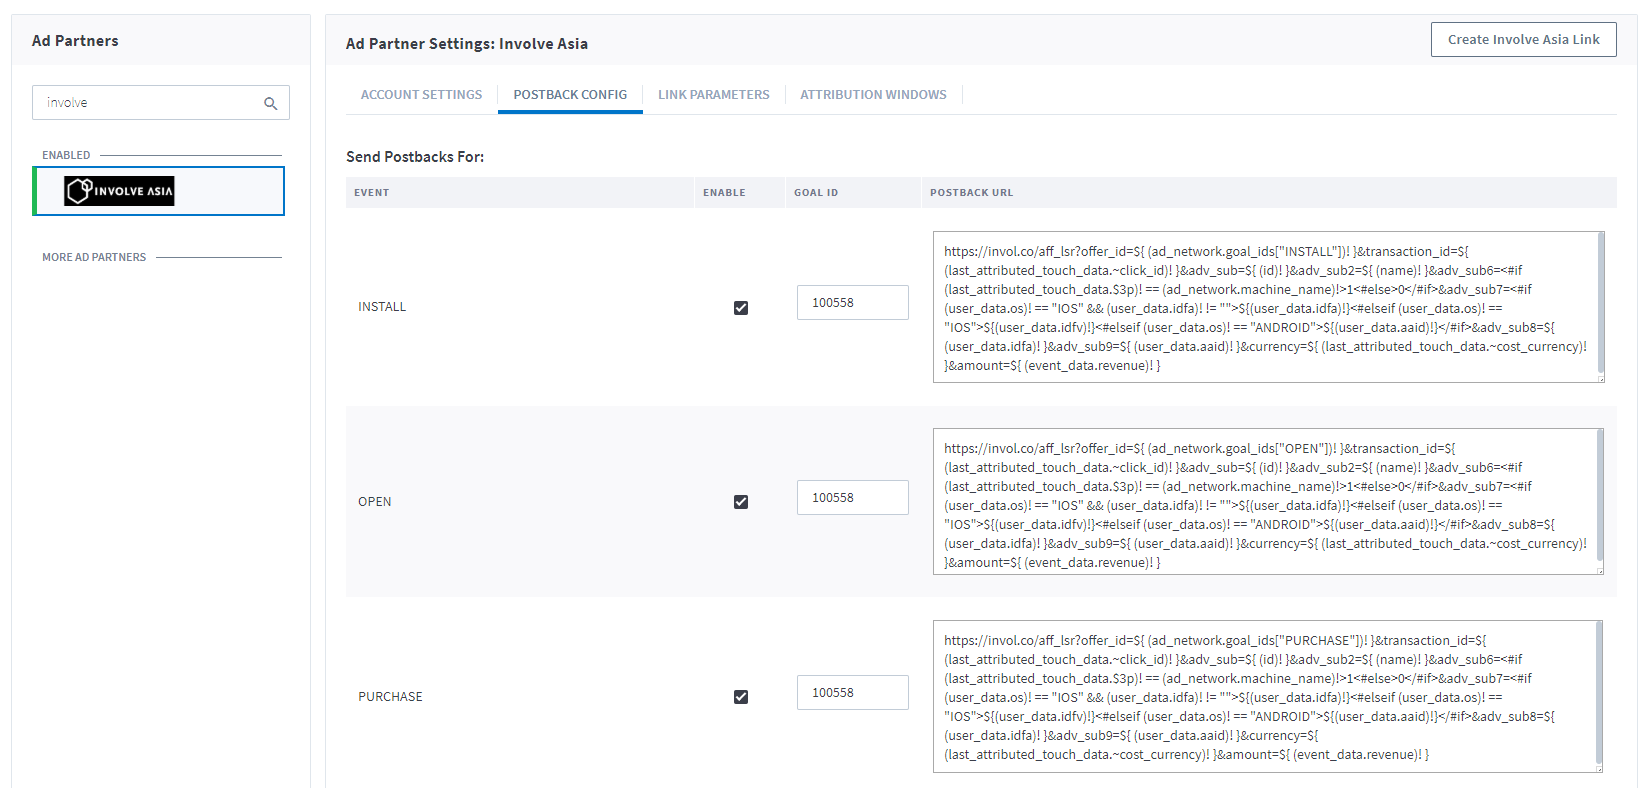 Ad Partners
involve
ENABLED
INVOLVE ASIA
MORE AD PARTNERS
Ad Partner Settings: Involve Asia
Create Involve Asia Link
ACCOUNT SETTINGS
POSTBACK CONFIG
LINK PARAMETERS
ATTRIBUTION WINDOWS
Send Postbacks For:
EVENT ENABLE GOAL ID POSTBACK URL
INSTALL
100558
https://invol.co/aff_lsr?offer_id=${ (ad_network.goal_ids["INSTALL"])! }&transaction_id=${
(last_attributed_touch_data.~click_id)! }&adv_sub=${ (id)! }&adv_sub2=${ (name)! }&adv_sub6=<#if
(last_attributed_touch_data.$3p)! == (ad_network.machine_name)!>1<#else>0</#if>&adv_sub7=<#if
(user_data.os)! == "IOS" && (user_data.idfa)! != "">${(user_data.idfa)!}<#elseif (user_data.os)! ==
"IOS">${(user_data.idfv)!}<#elseif (user_data.os)! == "ANDROID">${(user_data.aaid)!}</#if>&adv_sub8=${
(user_data.idfa)! }&adv_sub9=${ (user_data.aaid)! }&currency=${ (last_attributed_touch_data.~cost_currency)!
}&amount=${ (event_data.revenue)! }
OPEN
100558
https://invol.co/aff_lsr?offer_id=${ (ad_network.goal_ids["OPEN"])! }&transaction_id=${
(last_attributed_touch_data.~click_id)! }&adv_sub=${ (id)! }&adv_sub2=${ (name)! }&adv_sub6=<#if
(last_attributed_touch_data.$3p)! == (ad_network.machine_name)!>1<#else>0</#if>&adv_sub7=<#if
(user_data.os)! == "IOS" && (user_data.idfa)! != "">${(user_data.idfa)!}<#elseif (user_data.os)! ==
"IOS">${(user_data.idfv)!}<#elseif (user_data.os)! == "ANDROID">${(user_data.aaid)!}</#if>&adv_sub8=${
(user_data.idfa)! }&adv_sub9=${ (user_data.aaid)! }&currency=${ (last_attributed_touch_data.~cost_currency)!
}&amount=${ (event_data.revenue)! }
PURCHASE
100558
https://invol.co/aff_lsr?offer_id=${ (ad_network.goal_ids["PURCHASE"])! }&transaction_id=${
(last_attributed_touch_data.~click_id)! }&adv_sub=${ (id)! }&adv_sub2=${ (name)! }&adv_sub6=<#if
(last_attributed_touch_data.$3p)! == (ad_network.machine_name)!>1<#else>0</#if>&adv_sub7=<#if
(user_data.os)! == "IOS" && (user_data.idfa)! != "">${(user_data.idfa)!}<#elseif (user_data.os)! ==
"IOS">${(user_data.idfv)!}<#elseif (user_data.os)! == "ANDROID">${(user_data.aaid)!}</#if>&adv_sub8=${
(user_data.idfa)! }&adv_sub9=${ (user_data.aaid)! }&currency=${
(last_attributed_touch_data.~cost_currency)! }&amount=${ (event_data.revenue)! }